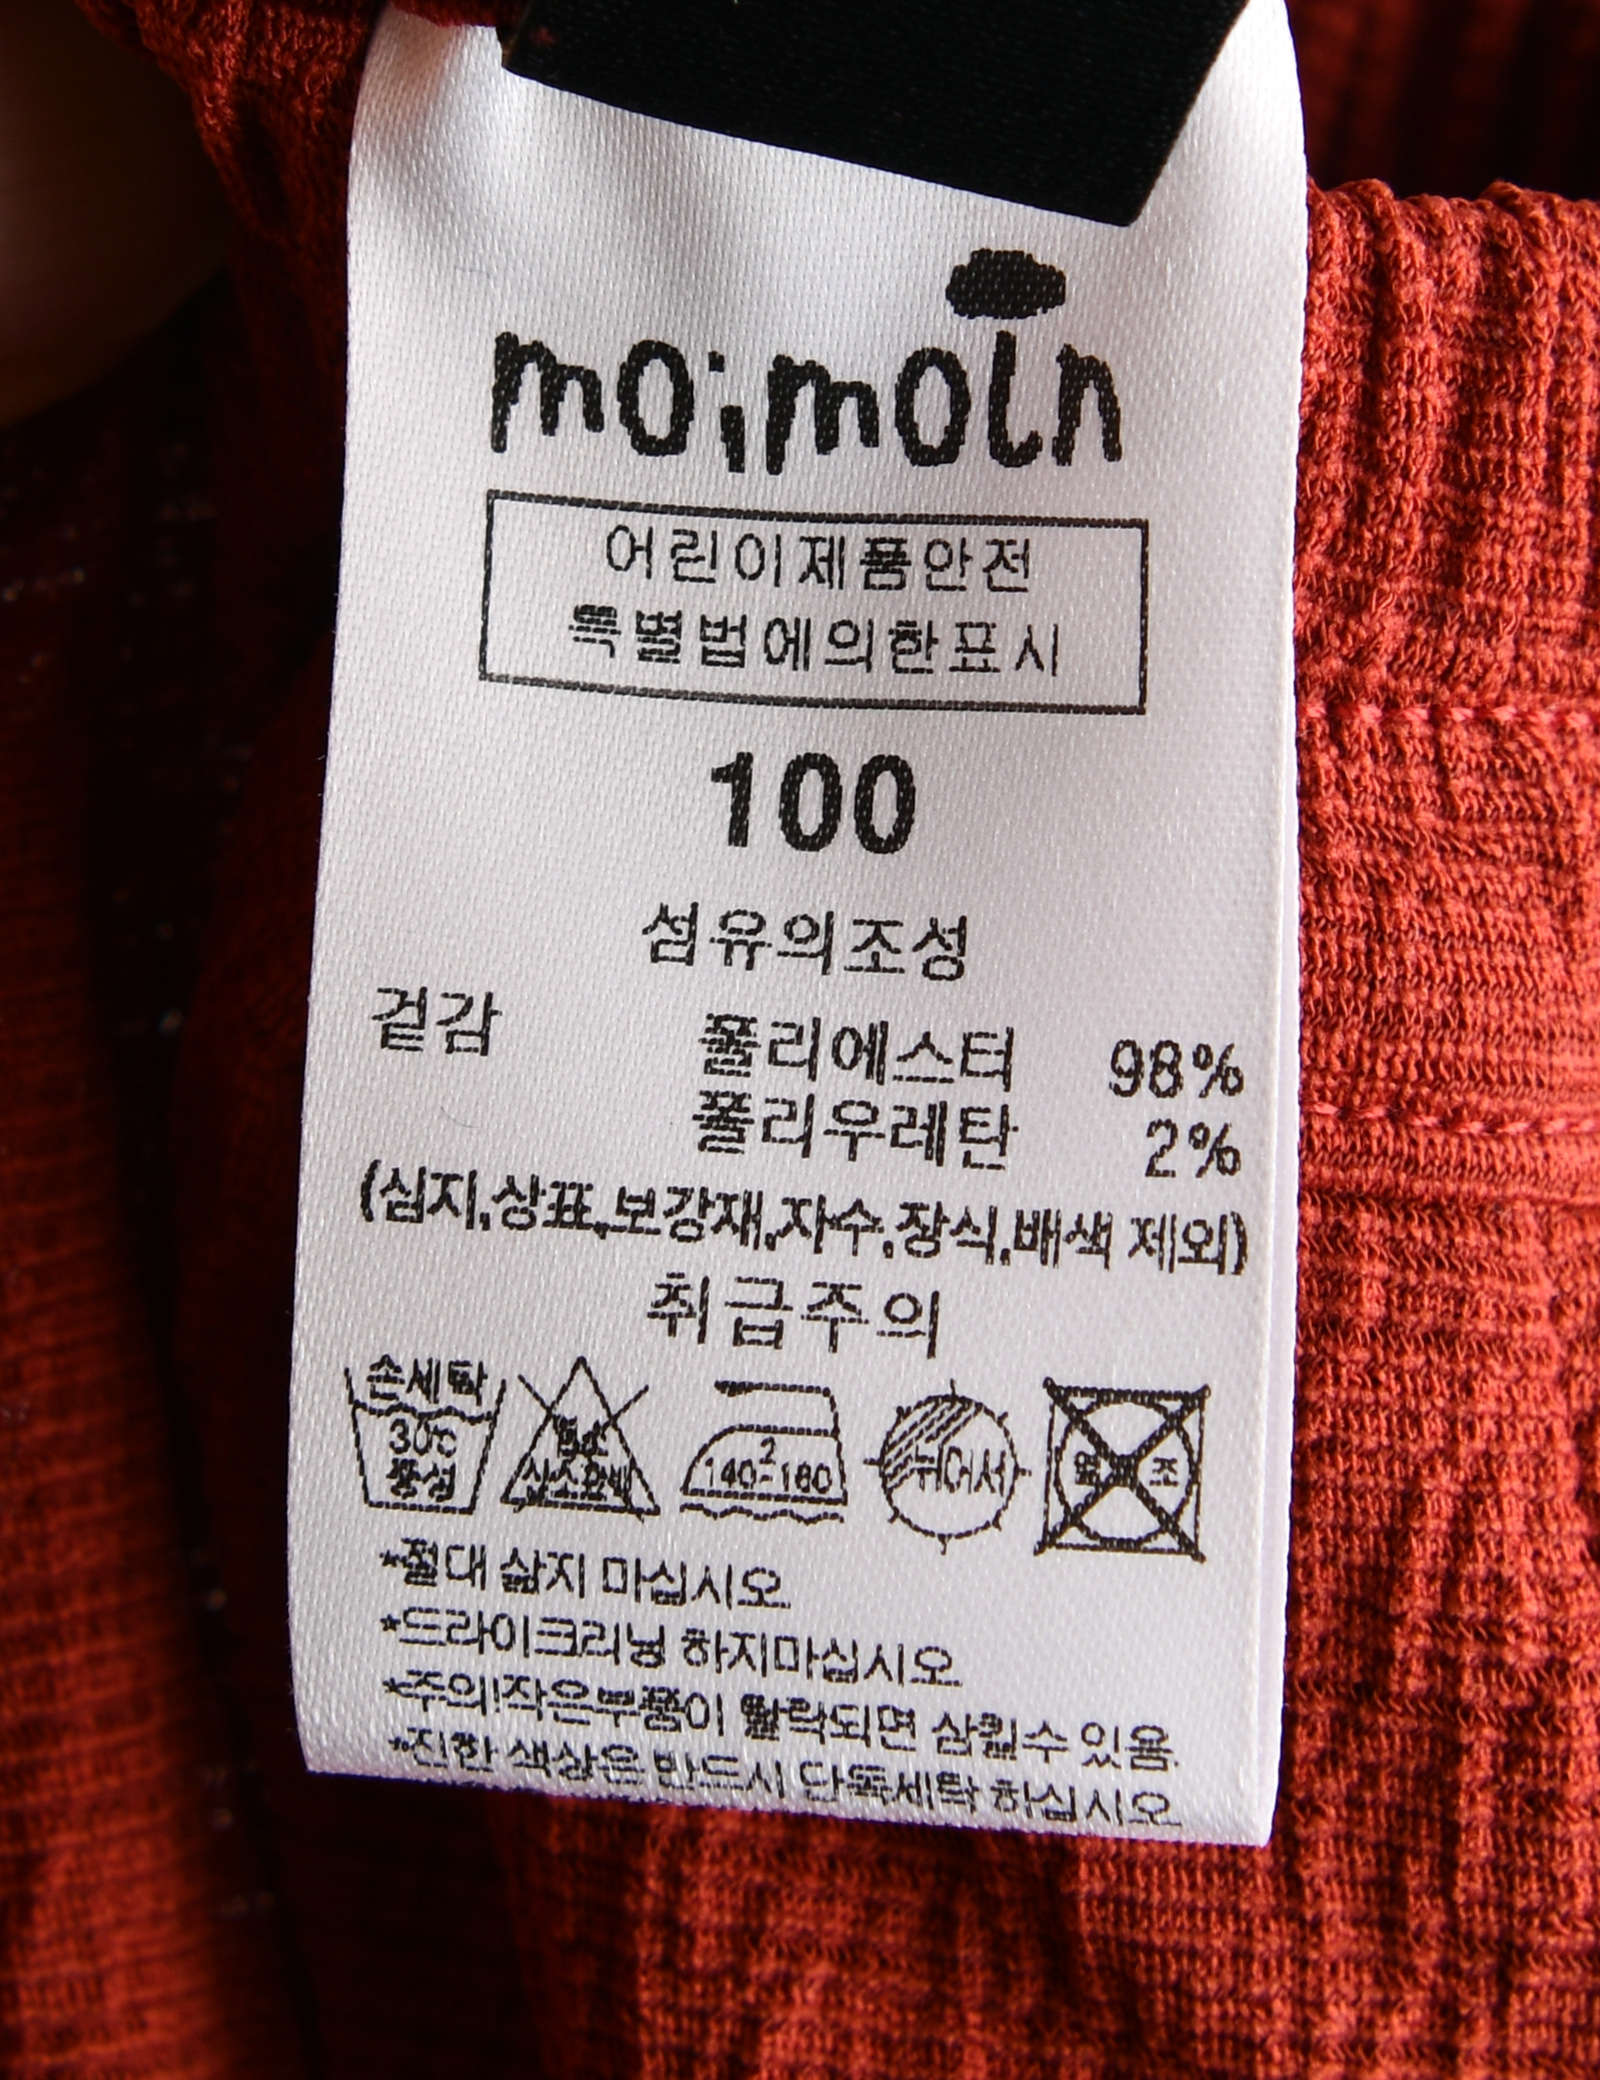 moimoln
어린이제품안전
특별법에의한표시
100
섬유의조성
겉감 폴리에스터 98%
폴리우레탄 2%
(심지,상표,보강재,자수,장식,배색 제외)
취급주의
손세탁
30℃
중성
염소
산소표백
2
140-160
뉘어서
조
*절대 삶지 마십시오.
*드라이크리닝 하지마십시오.
*주의!작은부품이 탈락되면 삼킬수 있음.
*진한 색상은 반드시 단독세탁 하십시오.